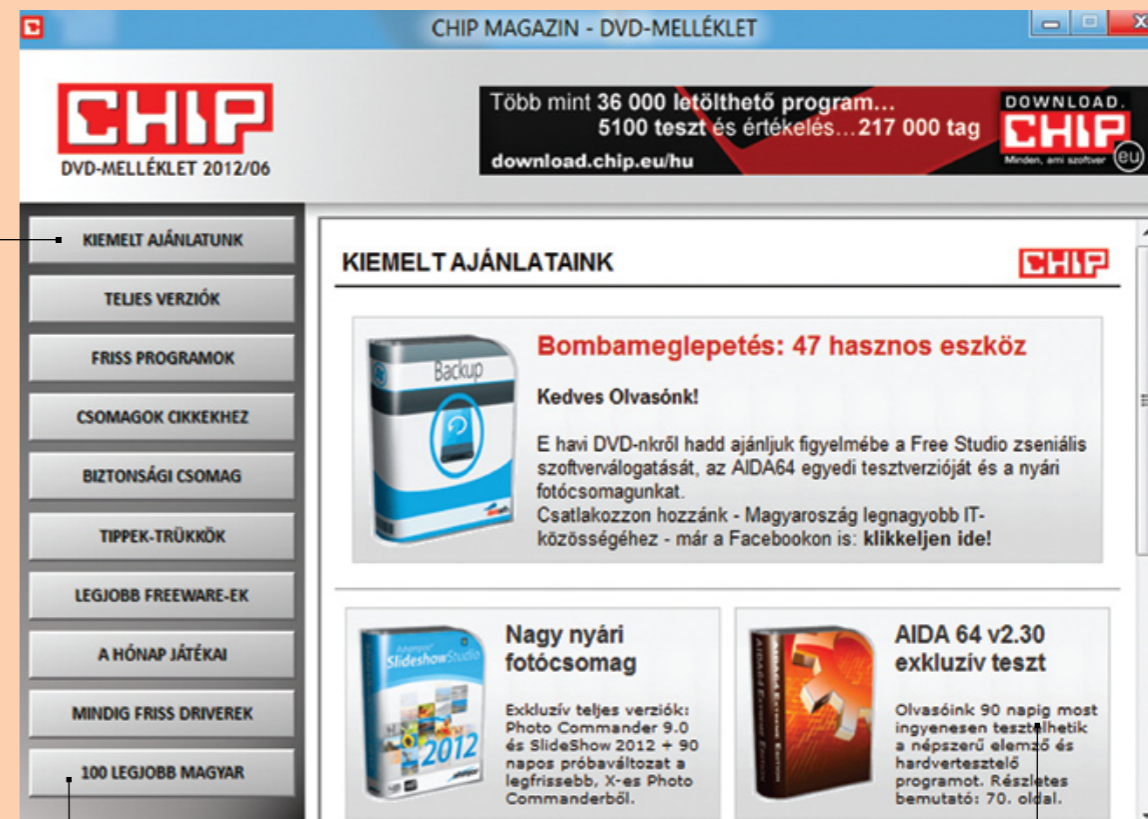 CHIP MAGAZIN - DVD-MELLÉKLET
CHIP
DVD-MELLÉKLET 2012/06
Több mint 36 000 letölthető program...
5100 teszt és értékelés...217 000 tag
download.chip.eu/hu
DOWNLOAD.
CHIP
Minden, ami szoftver
eu
KIEMELT AJÁNLATUNK
TELJES VERZIÓK
FRISS PROGRAMOK
CSOMAGOK CIKKEKHEZ
BIZTONSÁGI CSOMAG
TIPPEK-TRÜKKÖK
LEGJOBB FREEWARE-EK
A HÓNAP JÁTÉKAI
MINDIG FRISS DRIVEREK
100 LEGJOBB MAGYAR
KIEMELT AJÁNLATAINK
CHIP
Backup
Bombameglepetés: 47 hasznos eszköz
Kedves Olvasónk!
E havi DVD-nkről hadd ajánljuk figyelmébe a Free Studio zseniális
szoftverválogatását, az AIDA64 egyedi tesztverzióját és a nyári
fotócsomagunkat.
Csatlakozzon hozzánk - Magyaroszág legnagyobb IT-
közösségéhez - már a Facebookon is: klikkeljen ide!
SlideshowStudio
2012
Nagy nyári
fotócsomag
Exkluzív teljes verziók:
Photo Commander 9.0
és SlideShow 2012 + 90
napos próbaváltozat a
legfrissebb, X-es Photo
Commanderből.
AIDA64 EXTREME EDITION
AIDA 64 v2.30
exkluzív teszt
Olvasóink 90 napig most
ingyenesen tesztelhetik
a népszerű elemző és
hardvertesztelő
programot. Részletes
bemutató: 70. oldal.